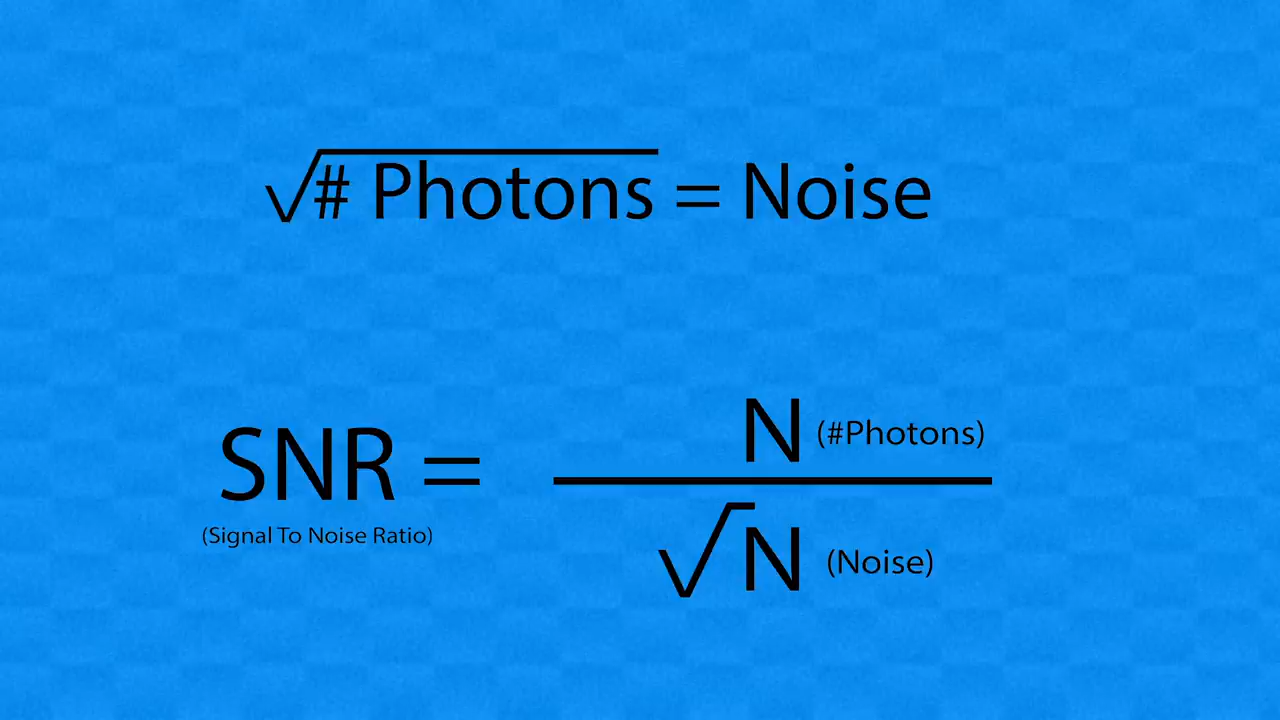 √# Photons = Noise
N (#Photons)
SNR =
(Signal To Noise Ratio)
√N (Noise)